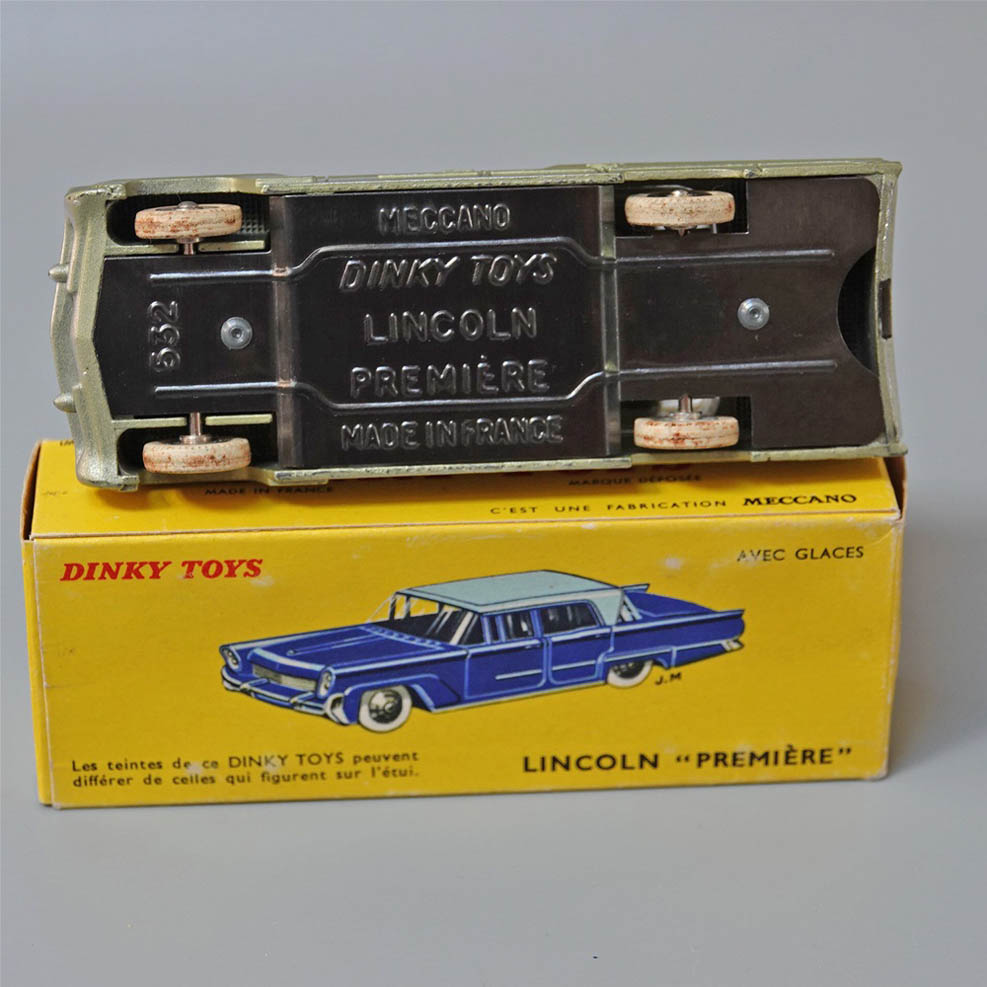 MECCANO
DINKY TOYS
LINCOLN
PREMIÈRE
MADE IN FRANCE
532
MADE IN FRANCE
MARQUE DÉPOSÉE
C'EST UNE FABRICATION MECCANO
DINKY TOYS
AVEC GLACES
J.M
Les teintes de ce DINKY TOYS peuvent
différer de celles qui figurent sur l'étui.
LINCOLN “PREMIÈRE”